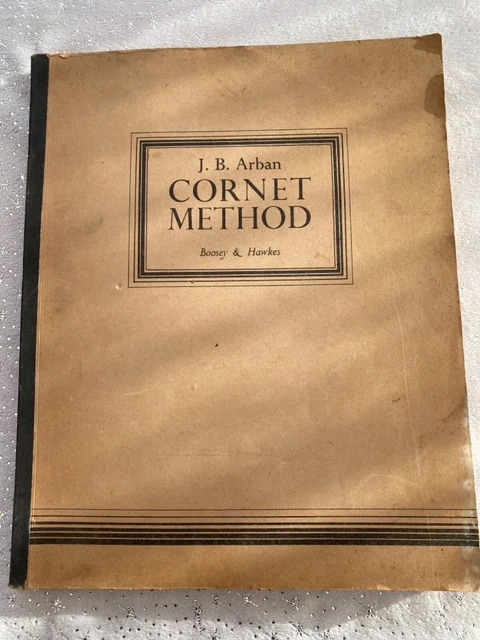 J. B. Arban
CORNET
METHOD
Boosey & Hawkes